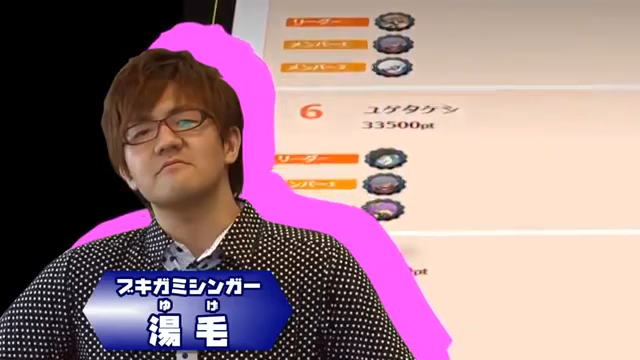 リーダー
メンバー1
メンバー2
6 ユゲタケシ
33500pt
リーダー
メンバー1
pt
ブキガミシンガー
ゆ け
湯毛